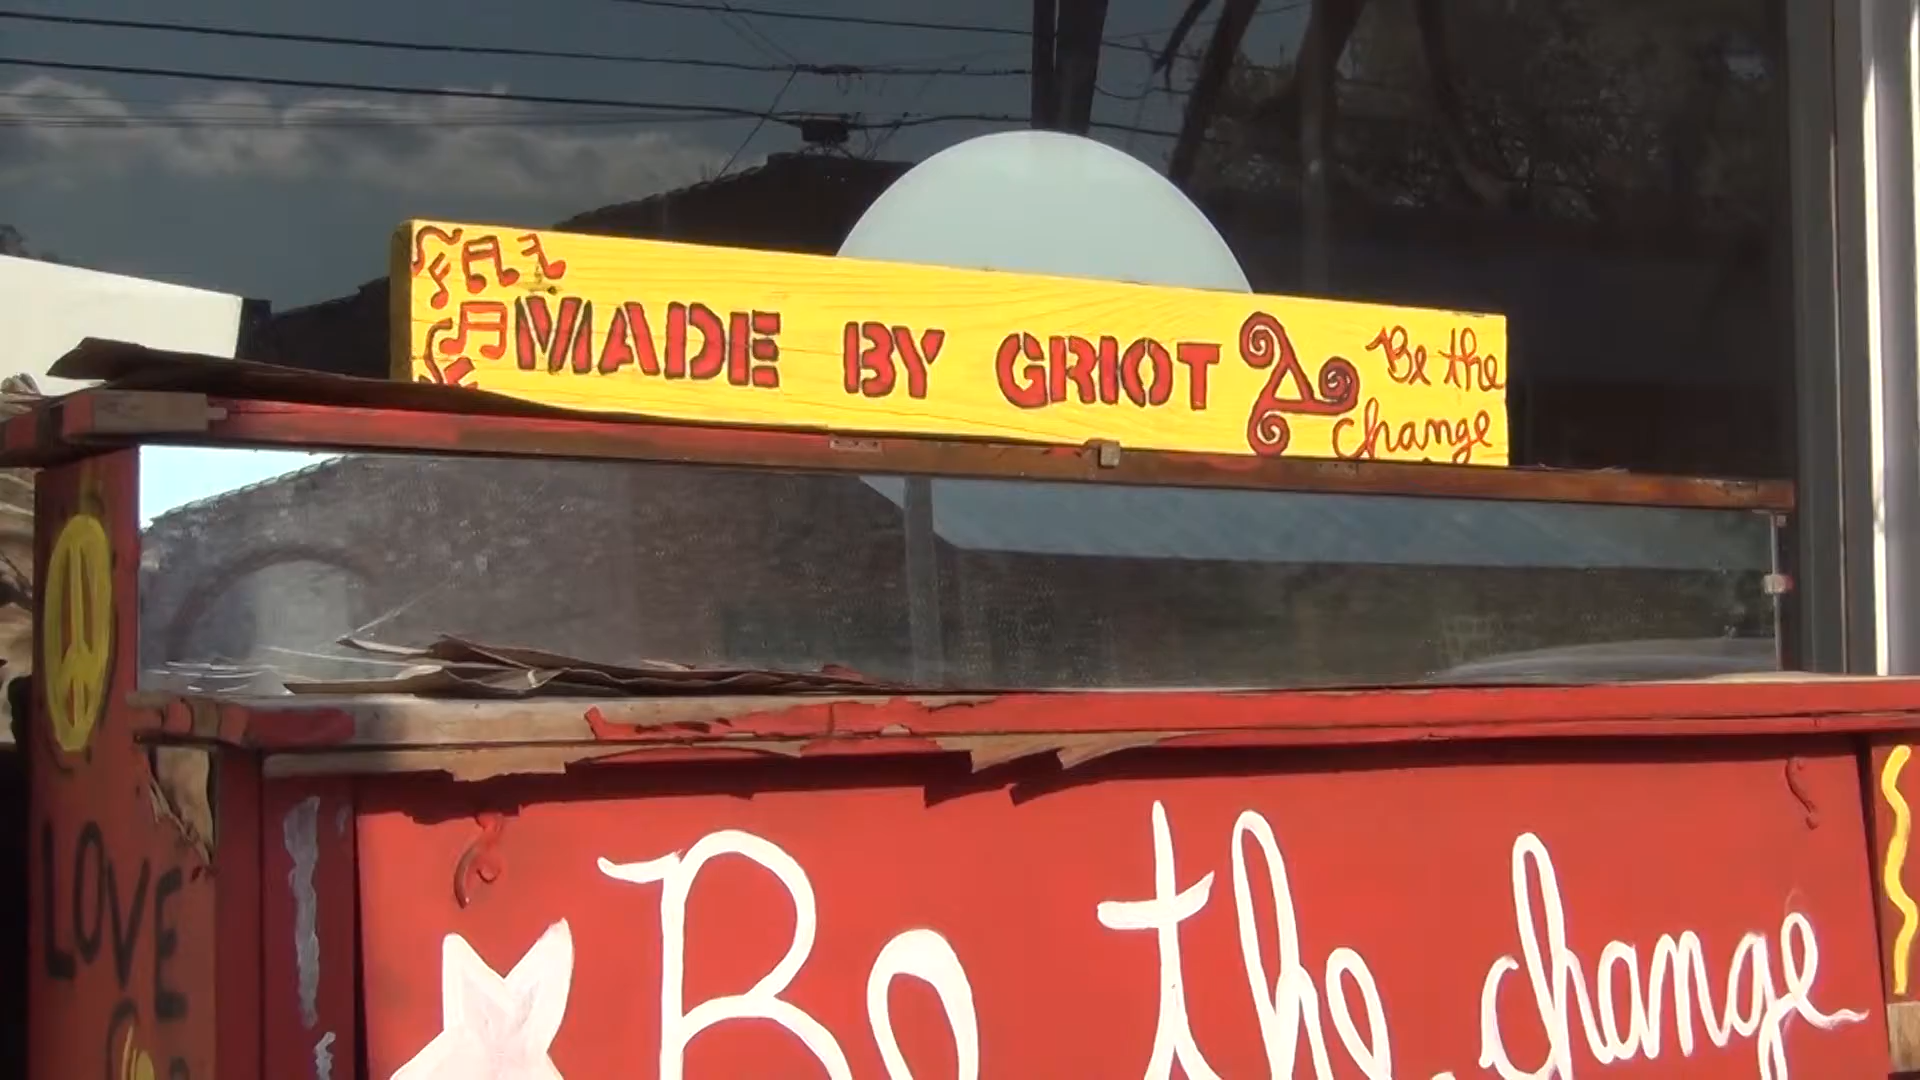 MADE BY GRIOT
Be the
change
LOVE
Be the change